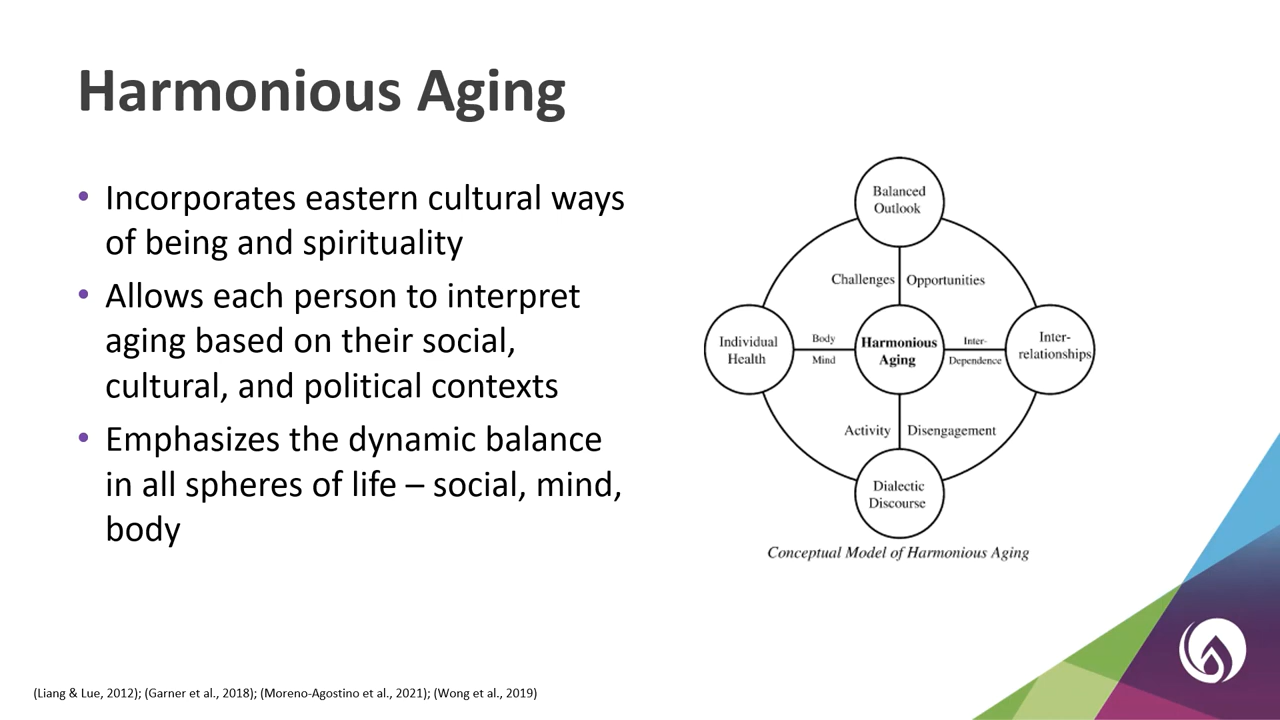 Harmonious Aging
• Incorporates eastern cultural ways
of being and spirituality
• Allows each person to interpret
aging based on their social,
cultural, and political contexts
• Emphasizes the dynamic balance
in all spheres of life – social, mind,
body
Balanced
Outlook
Challenges
Opportunities
Individual
Health
Body
Mind
Harmonious
Aging
Inter-
Dependence
Inter-
relationships
Activity
Disengagement
Dialectic
Discourse
Conceptual Model of Harmonious Aging
(Liang & Lue, 2012); (Garner et al., 2018); (Moreno-Agostino et al., 2021); (Wong et al., 2019)